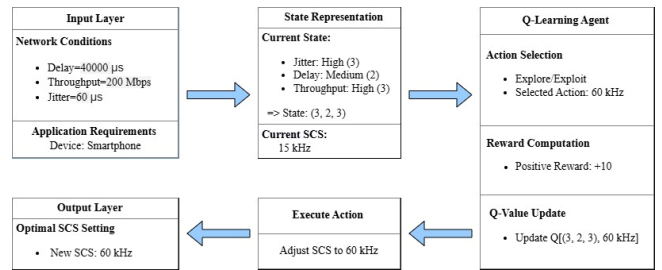 Input Layer
Network Conditions
• Delay=40000 µs
• Throughput=200 Mbps
• Jitter=60 µs
Application Requirements
Device: Smartphone
State Representation
Current State:
• Jitter: High (3)
• Delay: Medium (2)
• Throughput: High (3)
=> State: (3, 2, 3)
Current SCS:
15 kHz
Q-Learning Agent
Action Selection
• Explore/Exploit
• Selected Action: 60 kHz
Reward Computation
• Positive Reward: +10
Q-Value Update
• Update Q[(3, 2, 3), 60 kHz]
Execute Action
Adjust SCS to 60 kHz
Output Layer
Optimal SCS Setting
• New SCS: 60 kHz